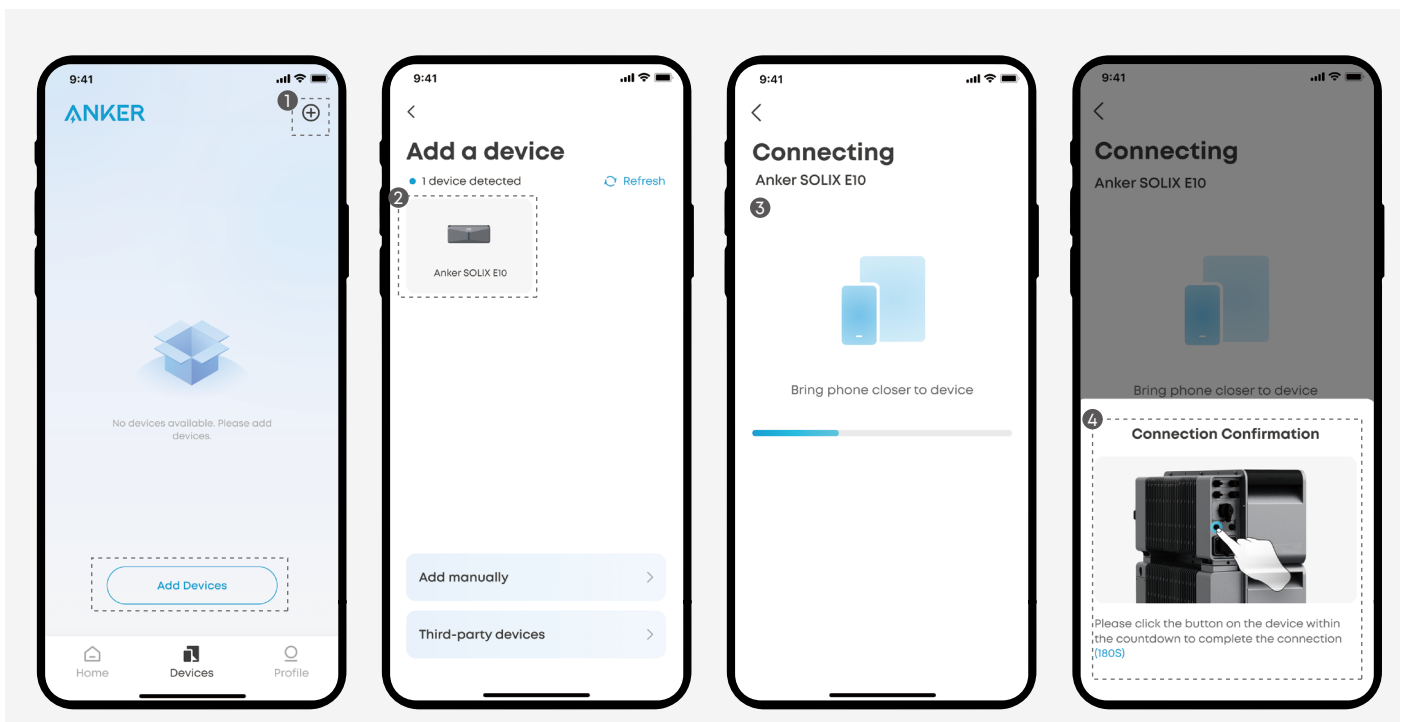 9:41
ANKER
1
No devices available. Please add
devices.
Add Devices
Home
Devices
Profile
9:41
Add a device
1 device detected
Refresh
2
Anker SOLIX E10
Add manually
Third-party devices
9:41
Connecting
Anker SOLIX E10
3
Bring phone closer to device
9:41
Connecting
Anker SOLIX E10
Bring phone closer to device
4
Connection Confirmation
Please click the button on the device within
the countdown to complete the connection
(180S)